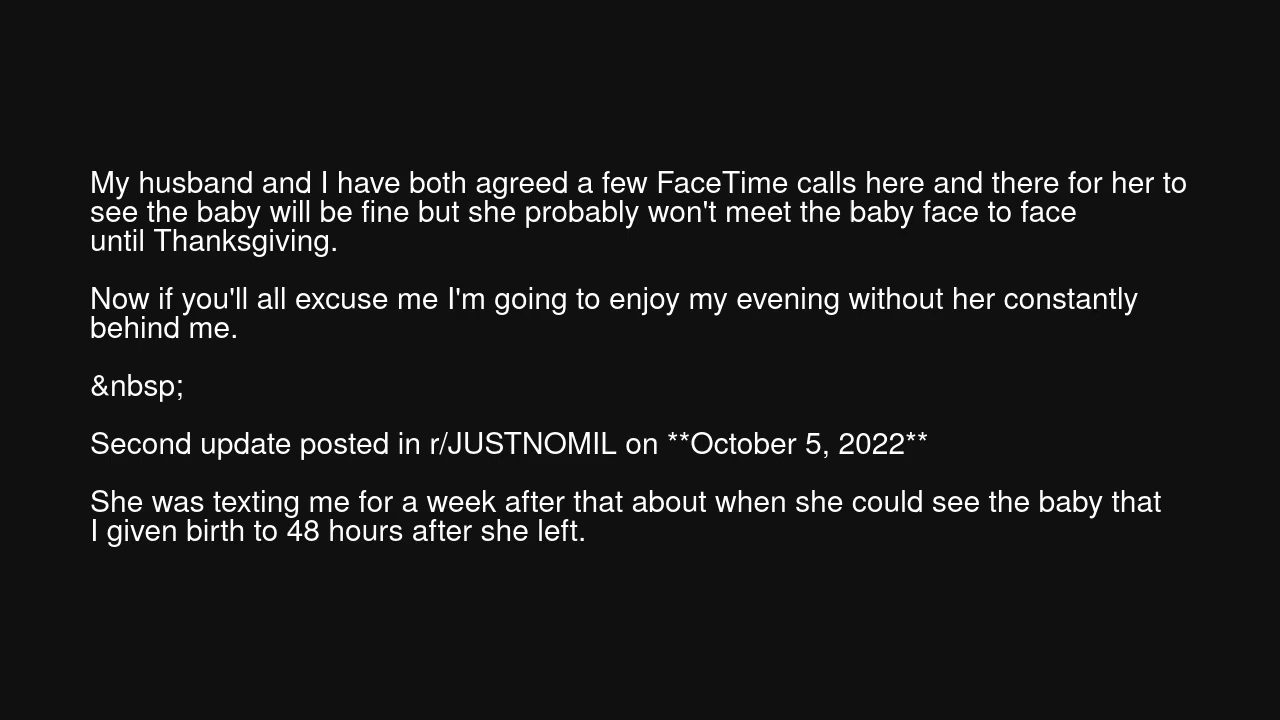 My husband and I have both agreed a few FaceTime calls here and there for her to
see the baby will be fine but she probably won't meet the baby face to face
until Thanksgiving.
Now if you'll all excuse me I'm going to enjoy my evening without her constantly
behind me.
&nbsp;
Second update posted in r/JUSTNOMIL on **October 5, 2022**
She was texting me for a week after that about when she could see the baby that
I given birth to 48 hours after she left.